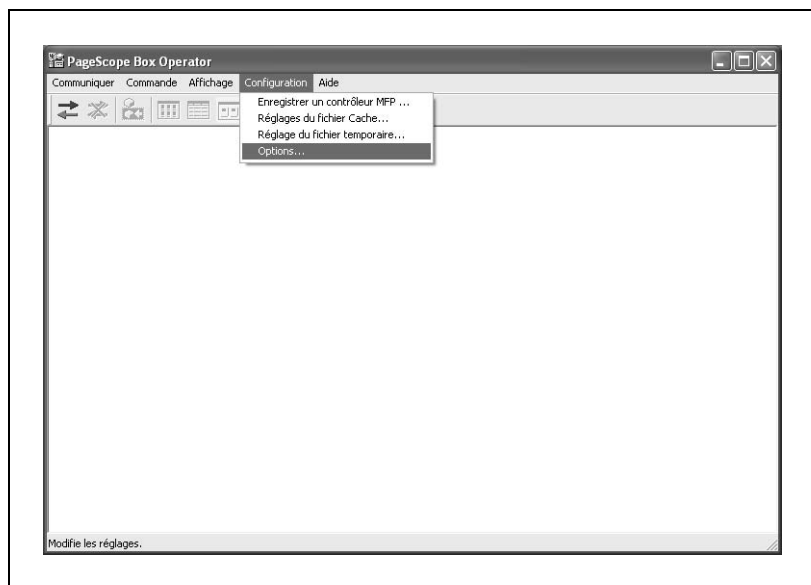 PageScope Box Operator
Communiquer Commande Affichage Configuration Aide
Enregistrer un contrôleur MFP ...
Réglages du fichier Cache...
Réglage du fichier temporaire...
Options...
Modifie les réglages.